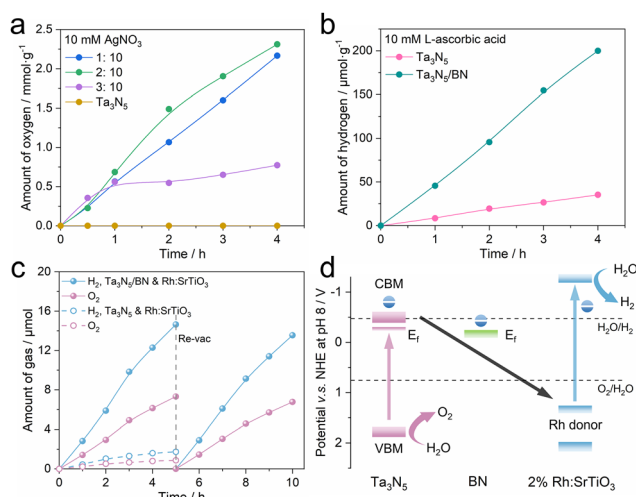 a
10 mM AgNO3
1: 10
2: 10
3: 10
Ta3N5
Amount of oxygen / mmol·g-1
2.5
2.0
1.5
1.0
0.5
0.0
0 1 2 3 4
Time / h
b
10 mM L-ascorbic acid
Ta3N5
Ta3N5/BN
Amount of hydrogen / μmol·g-1
200
150
100
50
0
0 1 2 3 4
Time / h
c
H2, Ta3N5/BN & Rh:SrTiO3
O2
H2, Ta3N5 & Rh:SrTiO3
O2
Re-vac
Amount of gas / μmol
20
16
12
8
4
0
0 2 4 6 8 10
Time / h
d
Potential v.s. NHE at pH 8 / V
-1
0
1
2
CBM
Ef
VBM
O2
H2O
Ef
H2O
H2
H2O/H2
O2/H2O
Rh donor
Ta3N5 BN 2% Rh:SrTiO3